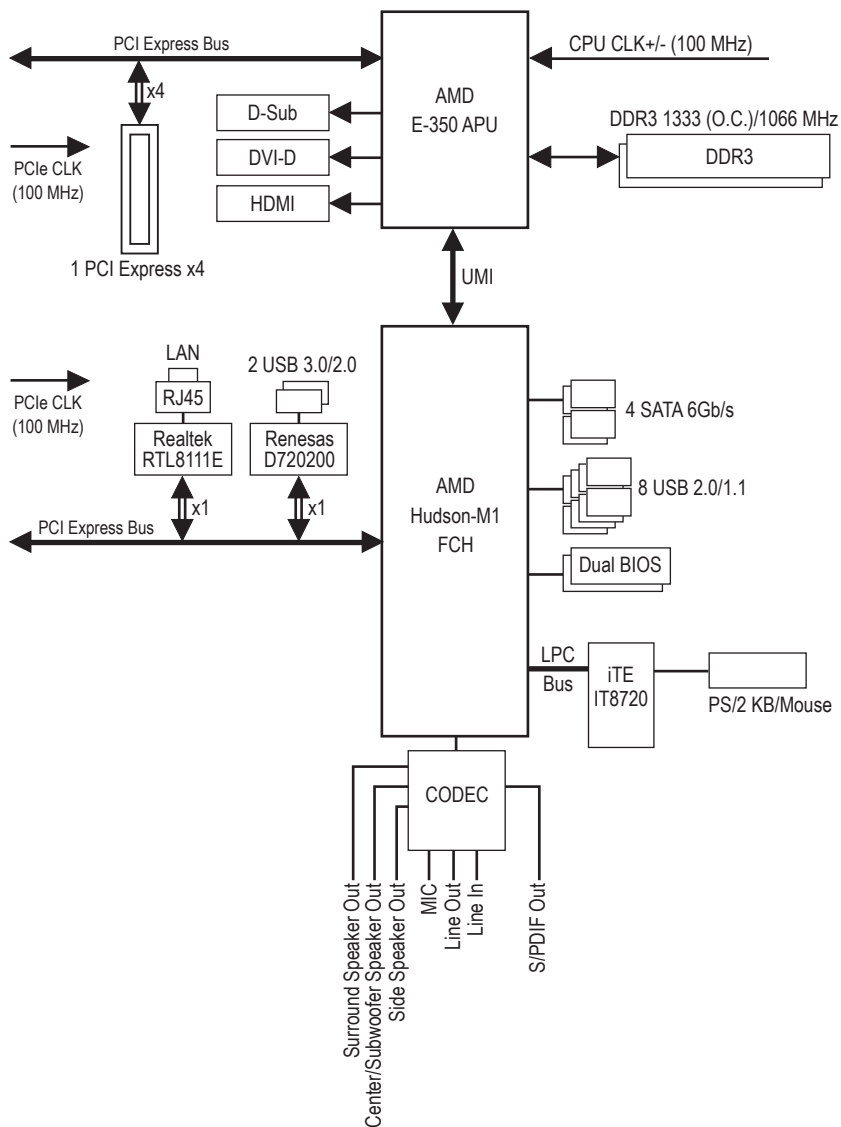 PCI Express Bus
CPU CLK+/- (100 MHz)
x4
AMD
E-350 APU
D-Sub
DVI-D
HDMI
DDR3 1333 (O.C.)/1066 MHz
DDR3
PCIe CLK
(100 MHz)
1 PCI Express x4
UMI
LAN
RJ45
2 USB 3.0/2.0
PCIe CLK
(100 MHz)
Realtek
RTL8111E
Renesas
D720200
x1
x1
PCI Express Bus
AMD
Hudson-M1
FCH
4 SATA 6Gb/s
8 USB 2.0/1.1
Dual BIOS
LPC
Bus
iTE
IT8720
PS/2 KB/Mouse
CODEC
Surround Speaker Out
Center/Subwoofer Speaker Out
Side Speaker Out
MIC
Line Out
Line In
S/PDIF Out